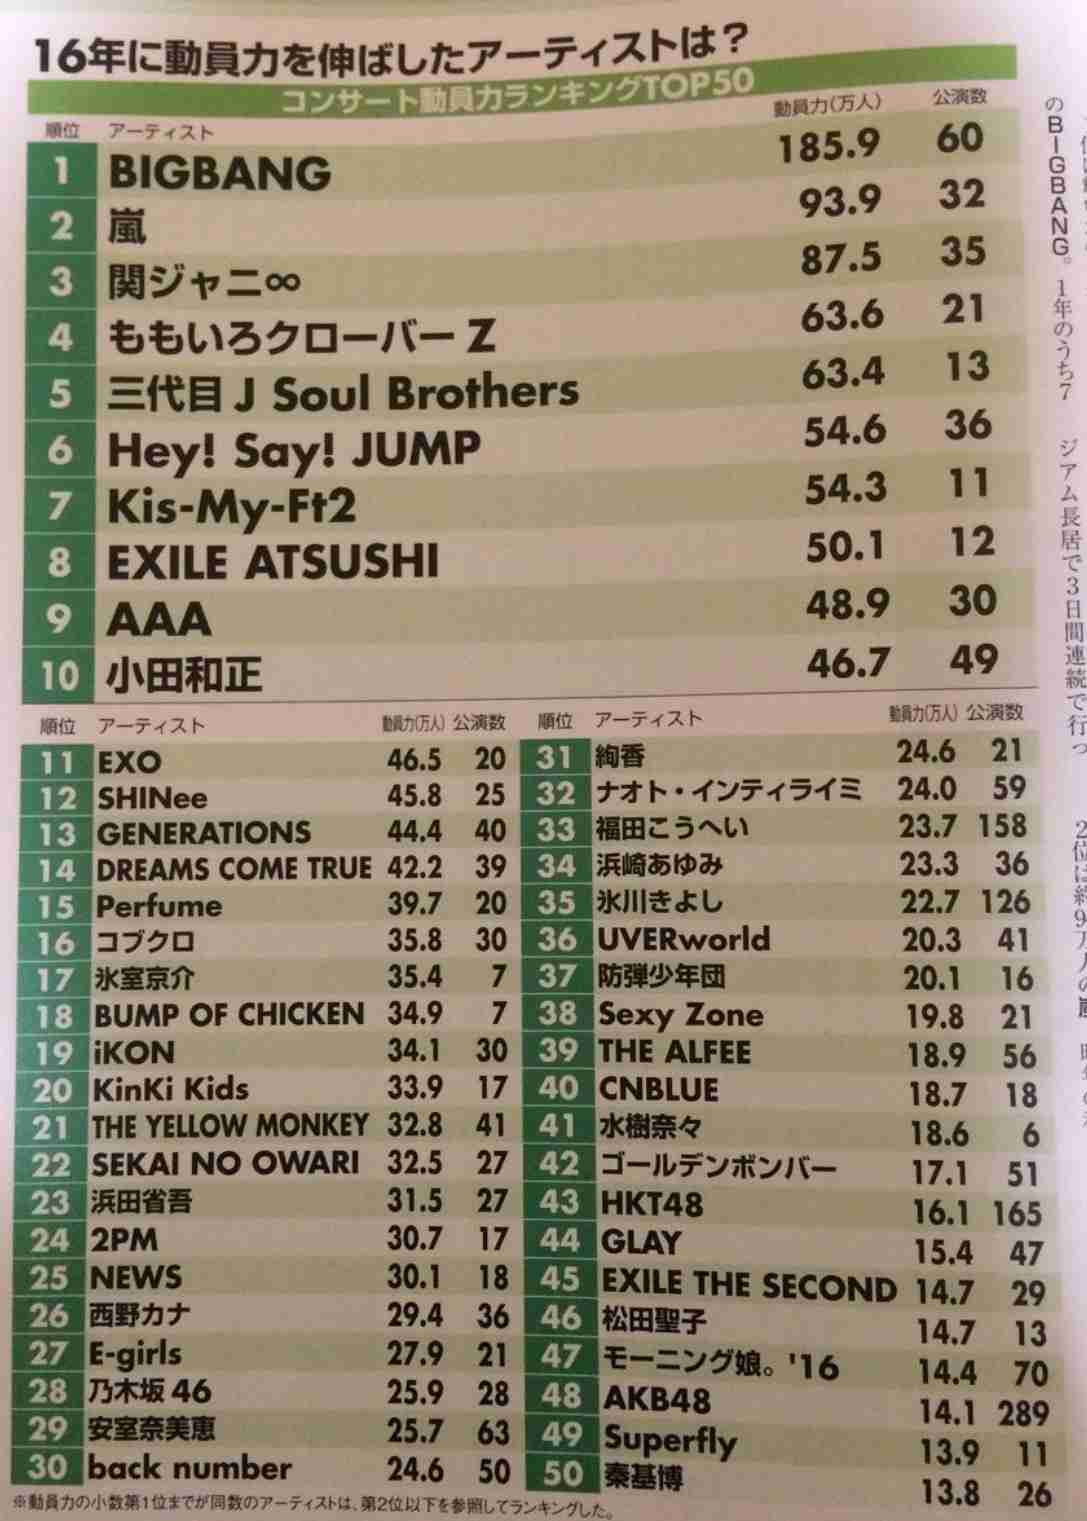 16年に動員力を伸ばしたアーティストは？
コンサート動員力ランキングTOP50
順位 アーティスト 動員力(万人) 公演数
1 BIGBANG 185.9 60
2 嵐 93.9 32
3 関ジャニ∞ 87.5 35
4 ももいろクローバーZ 63.6 21
5 三代目 J Soul Brothers 63.4 13
6 Hey! Say! JUMP 54.6 36
7 Kis-My-Ft2 54.3 11
8 EXILE ATSUSHI 50.1 12
9 AAA 48.9 30
10 小田和正 46.7 49
順位 アーティスト 動員力(万人) 公演数
11 EXO 46.5 20
12 SHINee 45.8 25
13 GENERATIONS 44.4 40
14 DREAMS COME TRUE 42.2 39
15 Perfume 39.7 20
16 コブクロ 35.8 30
17 氷室京介 35.4 7
18 BUMP OF CHICKEN 34.9 7
19 iKON 34.1 30
20 KinKi Kids 33.9 17
21 THE YELLOW MONKEY 32.8 41
22 SEKAI NO OWARI 32.5 27
23 浜田省吾 31.5 27
24 2PM 30.7 17
25 NEWS 30.1 18
26 西野カナ 29.4 36
27 E-girls 27.9 21
28 乃木坂46 25.9 28
29 安室奈美恵 25.7 63
30 back number 24.6 50
順位 アーティスト 動員力(万人) 公演数
31 絢香 24.6 21
32 ナオト・インティライミ 24.0 59
33 福田こうへい 23.7 158
34 浜崎あゆみ 23.3 36
35 氷川きよし 22.7 126
36 UVERworld 20.3 41
37 防弾少年団 20.1 16
38 Sexy Zone 19.8 21
39 THE ALFEE 18.9 56
40 CNBLUE 18.7 18
41 水樹奈々 18.6 6
42 ゴールデンボンバー 17.1 51
43 HKT48 16.1 165
44 GLAY 15.4 47
45 EXILE THE SECOND 14.7 29
46 松田聖子 14.7 13
47 モーニング娘。'16 14.4 70
48 AKB48 14.1 289
49 Superfly 13.9 11
50 秦基博 13.8 26
※動員力の小数第1位までが同数のアーティストは、第2位以下を参照してランキングした。
のBIGBANG。1年のうち7
ジアム長居で3日間連続で行っ